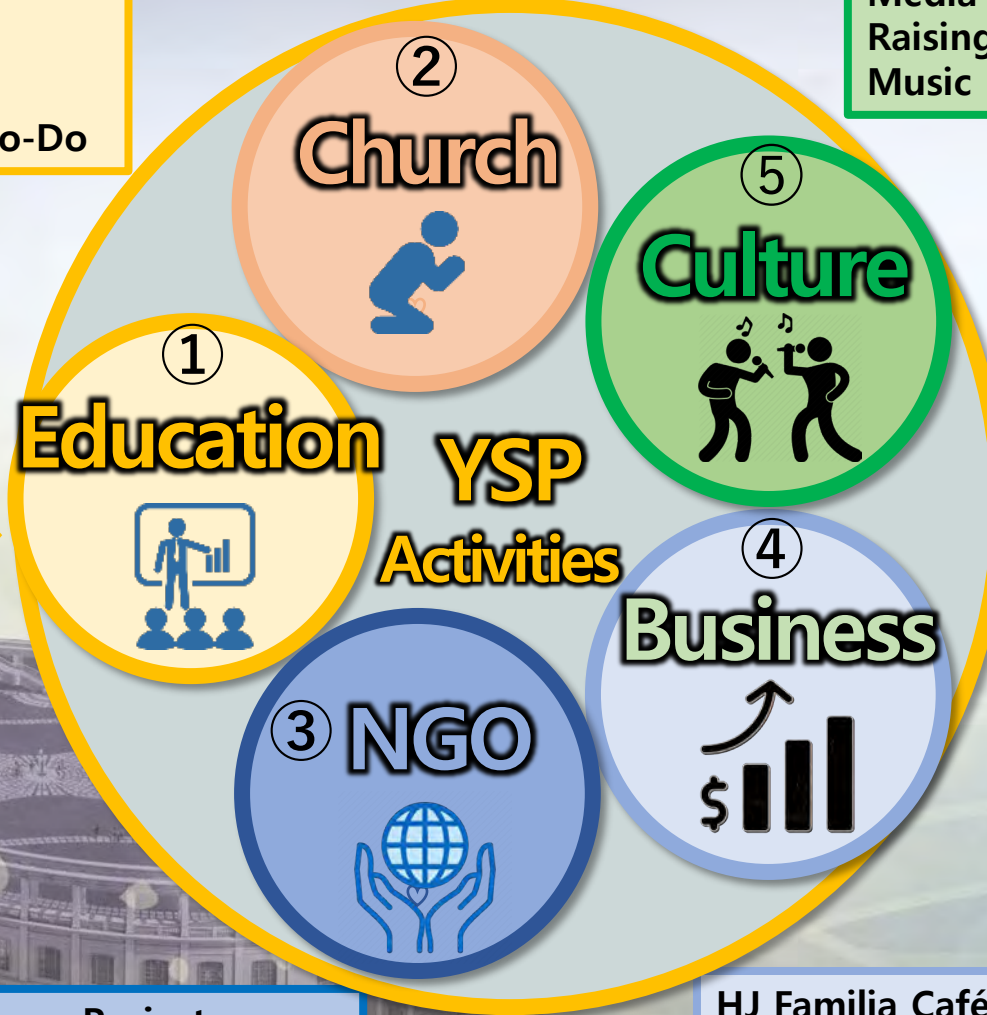 o-Do
Raising
Music
②
Church
⑤
Culture
①
Education
YSP
Activities
④
Business
$
③ NGO
HJ Familia Café